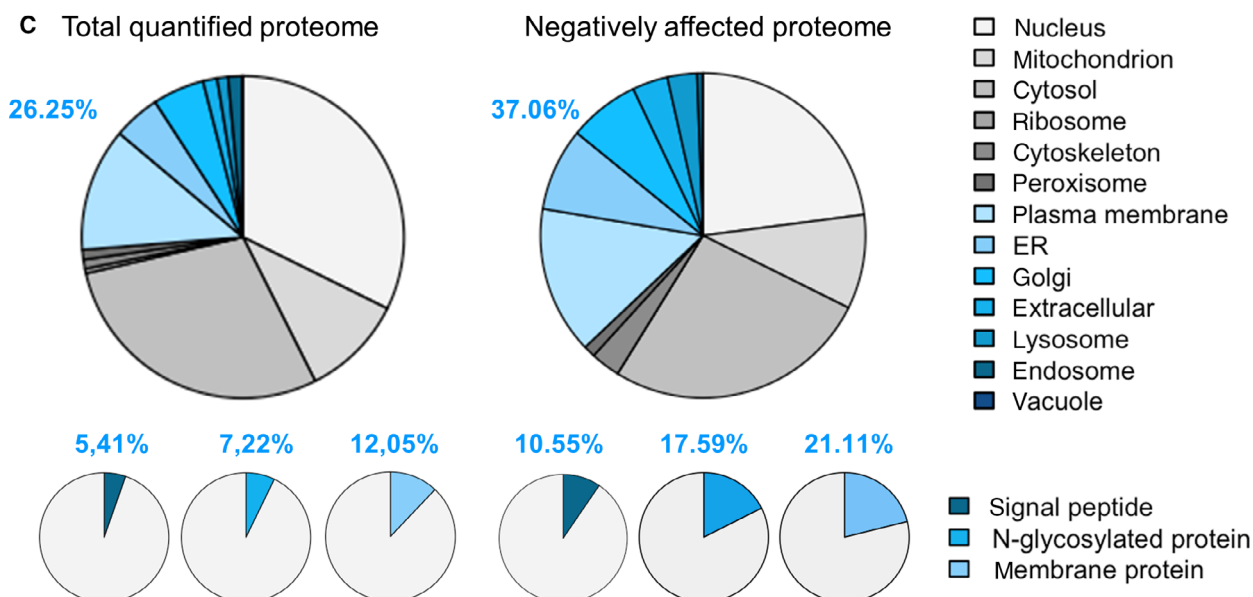 C Total quantified proteome
Negatively affected proteome
26.25%
37.06%
Nucleus
Mitochondrion
Cytosol
Ribosome
Cytoskeleton
Peroxisome
Plasma membrane
ER
Golgi
Extracellular
Lysosome
Endosome
Vacuole
5,41%
7,22%
12,05%
10.55%
17.59%
21.11%
Signal peptide
N-glycosylated protein
Membrane protein